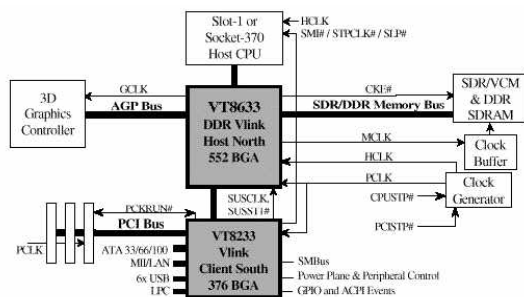 Slot-1 or
Socket-370
Host CPU
HCLK
SMI# / STPCLK# / SLP#
3D
Graphics
Controller
GCLK
AGP Bus
VT8633
DDR Vlink
Host North
552 BGA
CKE#
SDR/DDR Memory Bus
SDR/VCM
& DDR
SDRAM
MCLK
Clock
Buffer
HCLK
PCLK
Clock
Generator
CPUSTP#
PCISTP#
SUSCLK,
SUSST1#
PCKRUN#
PCI Bus
PCLK
VT8233
Vlink
Client South
376 BGA
ATA 33/66/100
MII/LAN
6x USB
LPC
SMBus
Power Plane & Peripheral Control
GPIO and ACPI Events